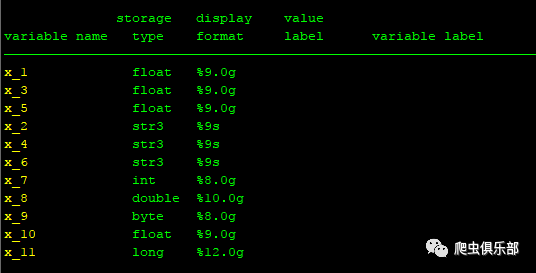 storage display value
variable name type format label variable label
x_1 float %9.0g
x_3 float %9.0g
x_5 float %9.0g
x_2 str3 %9s
x_4 str3 %9s
x_6 str3 %9s
x_7 int %8.0g
x_8 double %10.0g
x_9 byte %8.0g
x_10 float %9.0g
x_11 long %12.0g
爬虫俱乐部